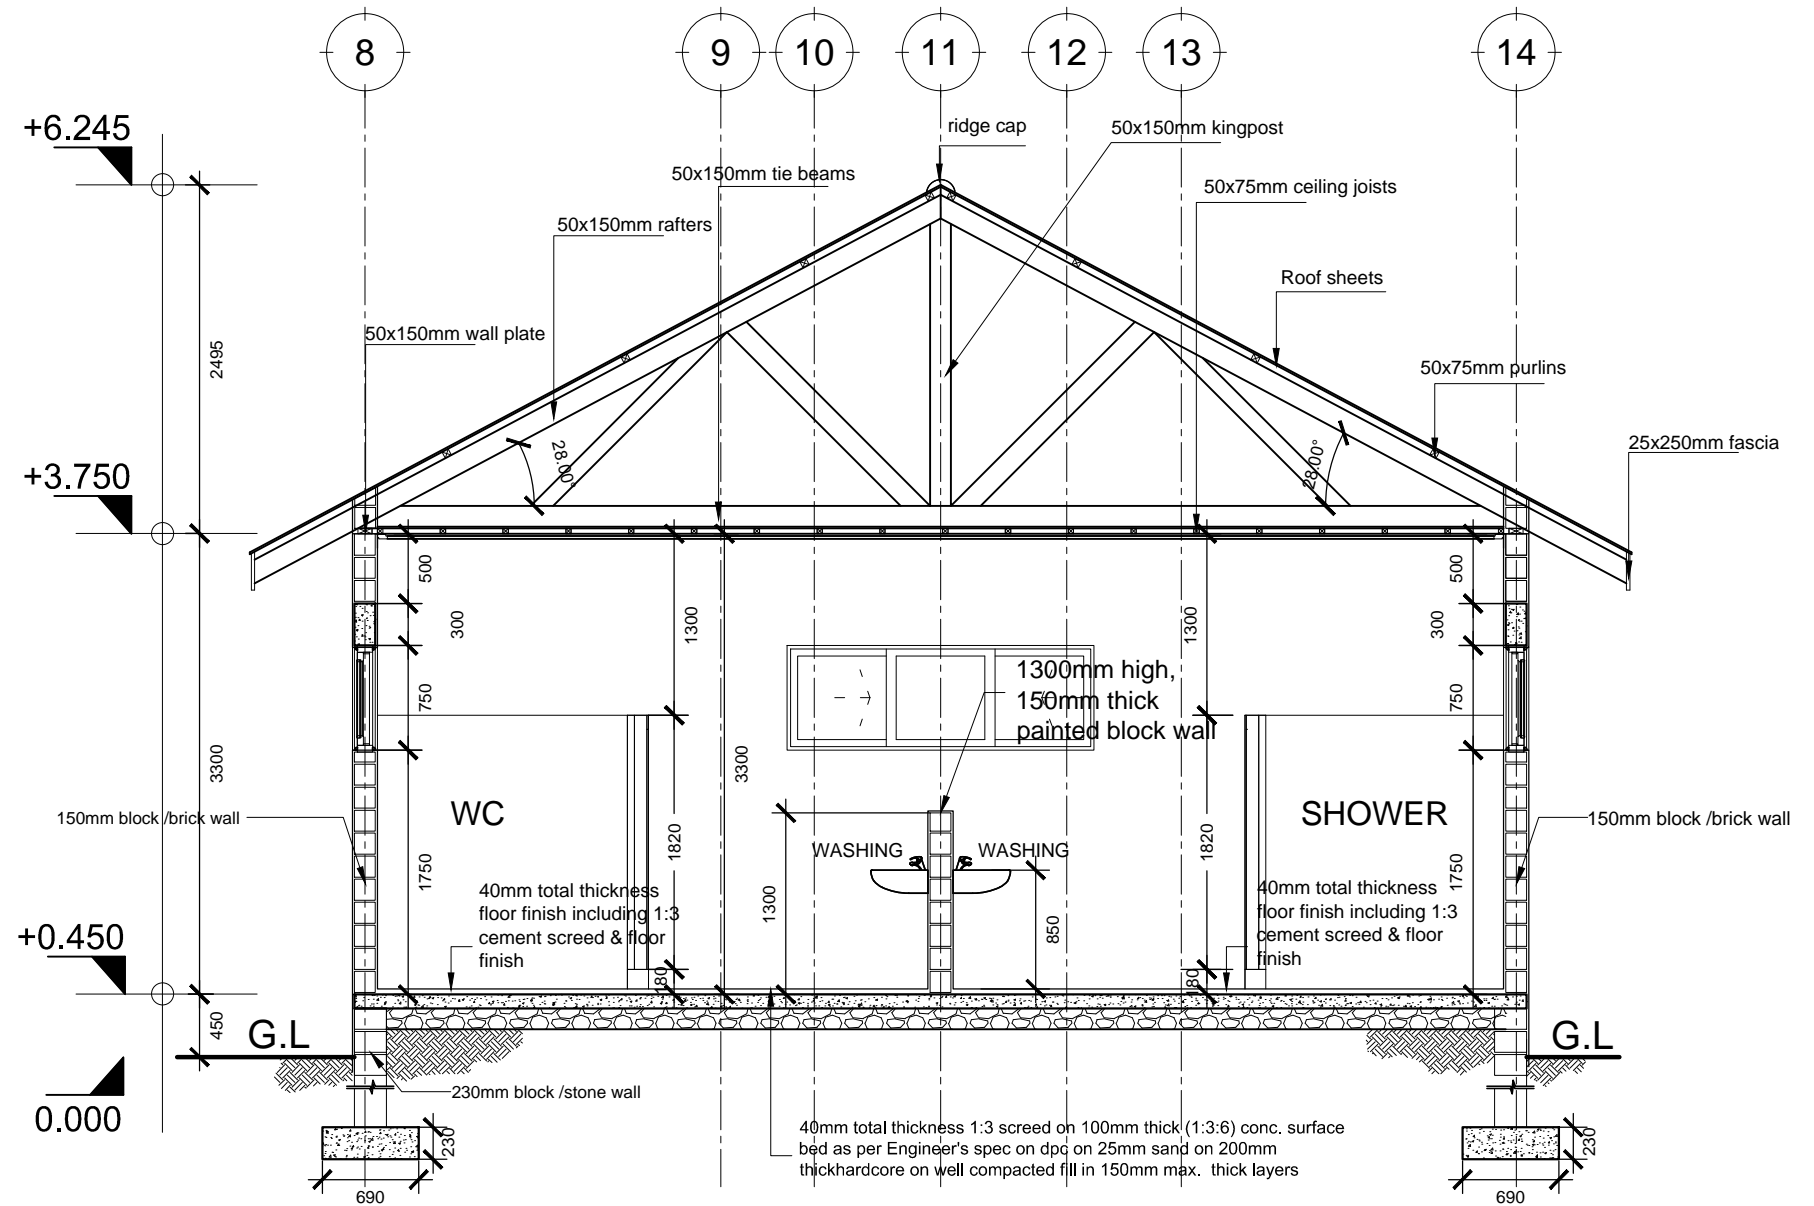 8
9
10
11
12
13
14
+6.245
ridge cap
50x150mm kingpost
50x150mm tie beams
50x75mm ceiling joists
50x150mm rafters
Roof sheets
50x150mm wall plate
2495
50x75mm purlins
25x250mm fascia
28.00°
28.00°
+3.750
500
500
300
1300
1300
300
1300mm high,
150mm thick
painted block wall
750
750
3300
3300
WC
SHOWER
150mm block /brick wall
150mm block /brick wall
WASHING
WASHING
1820
1820
1750
1750
40mm total thickness
floor finish including 1:3
cement screed & floor
finish
40mm total thickness
floor finish including 1:3
cement screed & floor
finish
1300
850
+0.450
180
180
450
G.L
G.L
230mm block /stone wall
0.000
230
230
40mm total thickness 1:3 screed on 100mm thick (1:3:6) conc. surface
bed as per Engineer's spec on dpc on 25mm sand on 200mm
thickhardcore on well compacted fill in 150mm max. thick layers
690
690